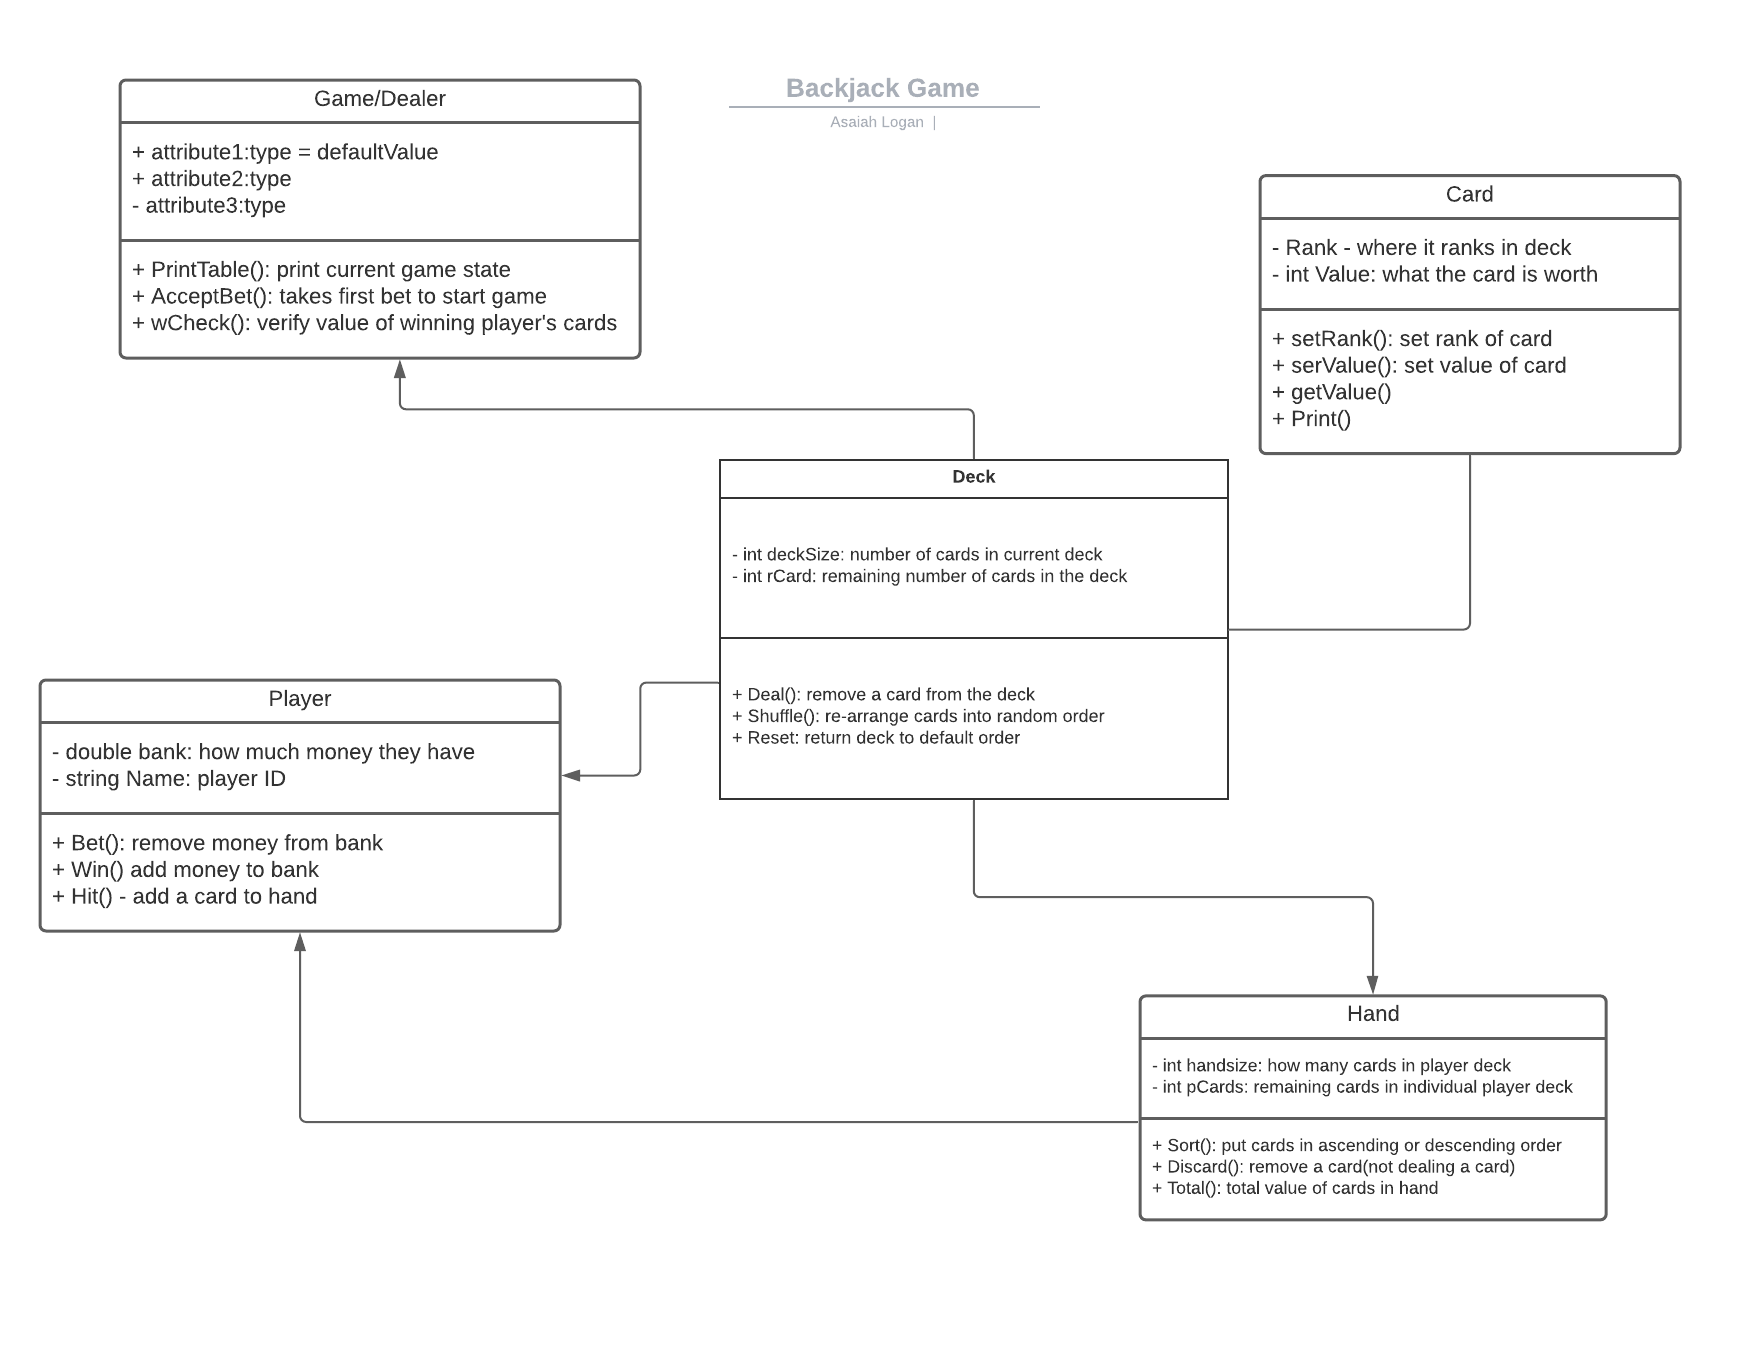 Backjack Game
Asaiah Logan |
Game/Dealer
+ attribute1:type = defaultValue
+ attribute2:type
- attribute3:type
+ PrintTable(): print current game state
+ AcceptBet(): takes first bet to start game
+ wCheck(): verify value of winning player's cards
Card
- Rank - where it ranks in deck
- int Value: what the card is worth
+ setRank(): set rank of card
+ serValue(): set value of card
+ getValue()
+ Print()
Deck
- int deckSize: number of cards in current deck
- int rCard: remaining number of cards in the deck
+ Deal(): remove a card from the deck
+ Shuffle(): re-arrange cards into random order
+ Reset: return deck to default order
Player
- double bank: how much money they have
- string Name: player ID
+ Bet(): remove money from bank
+ Win() add money to bank
+ Hit() - add a card to hand
Hand
- int handsize: how many cards in player deck
- int pCards: remaining cards in individual player deck
+ Sort(): put cards in ascending or descending order
+ Discard(): remove a card(not dealing a card)
+ Total(): total value of cards in hand